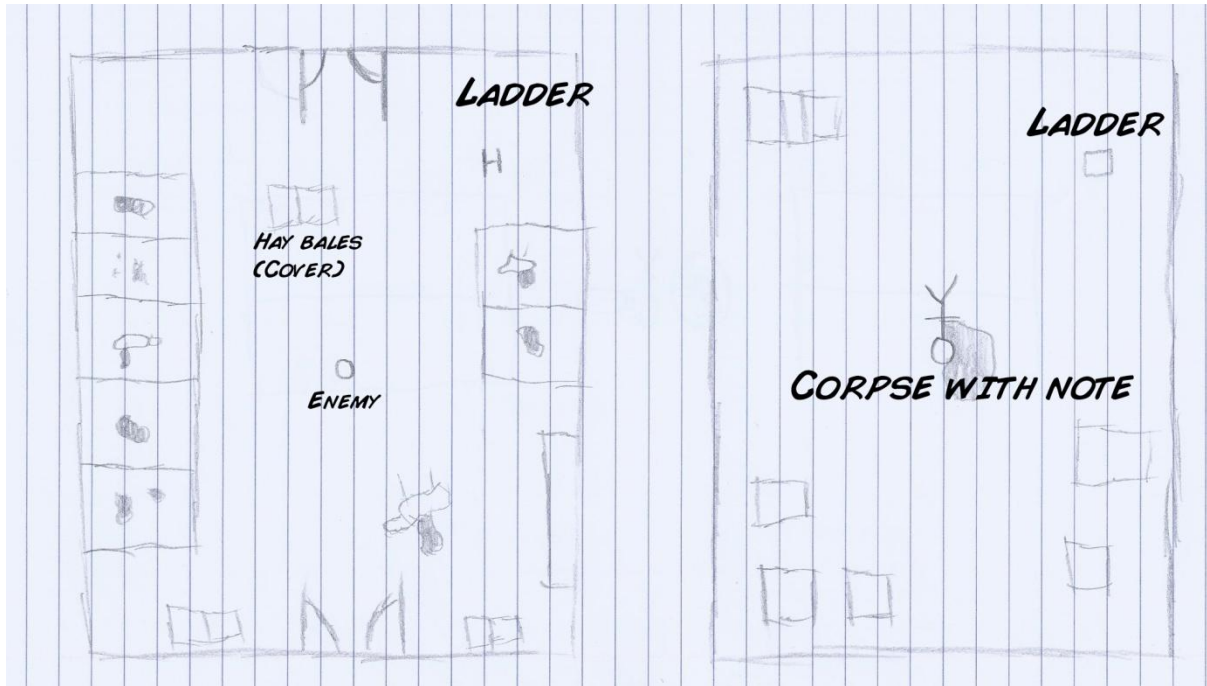 LADDER
LADDER
H
HAY BALES
(COVER)
ENEMY
CORPSE WITH NOTE